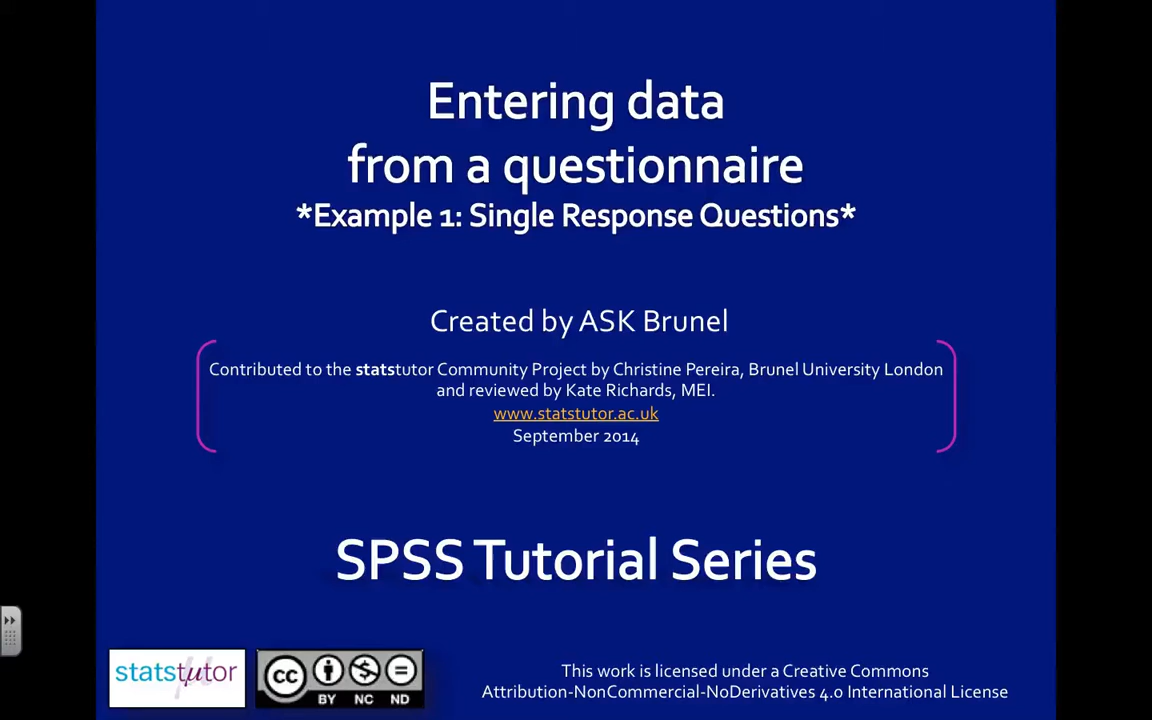 Entering data
from a questionnaire
*Example 1: Single Response Questions*
Created by ASK Brunel
Contributed to the statstutor Community Project by Christine Pereira, Brunel University London
and reviewed by Kate Richards, MEI.
www.statstutor.ac.uk
September 2014
SPSS Tutorial Series
statstutor
cc
BY NC ND
This work is licensed under a Creative Commons
Attribution-NonCommercial-NoDerivatives 4.0 International License